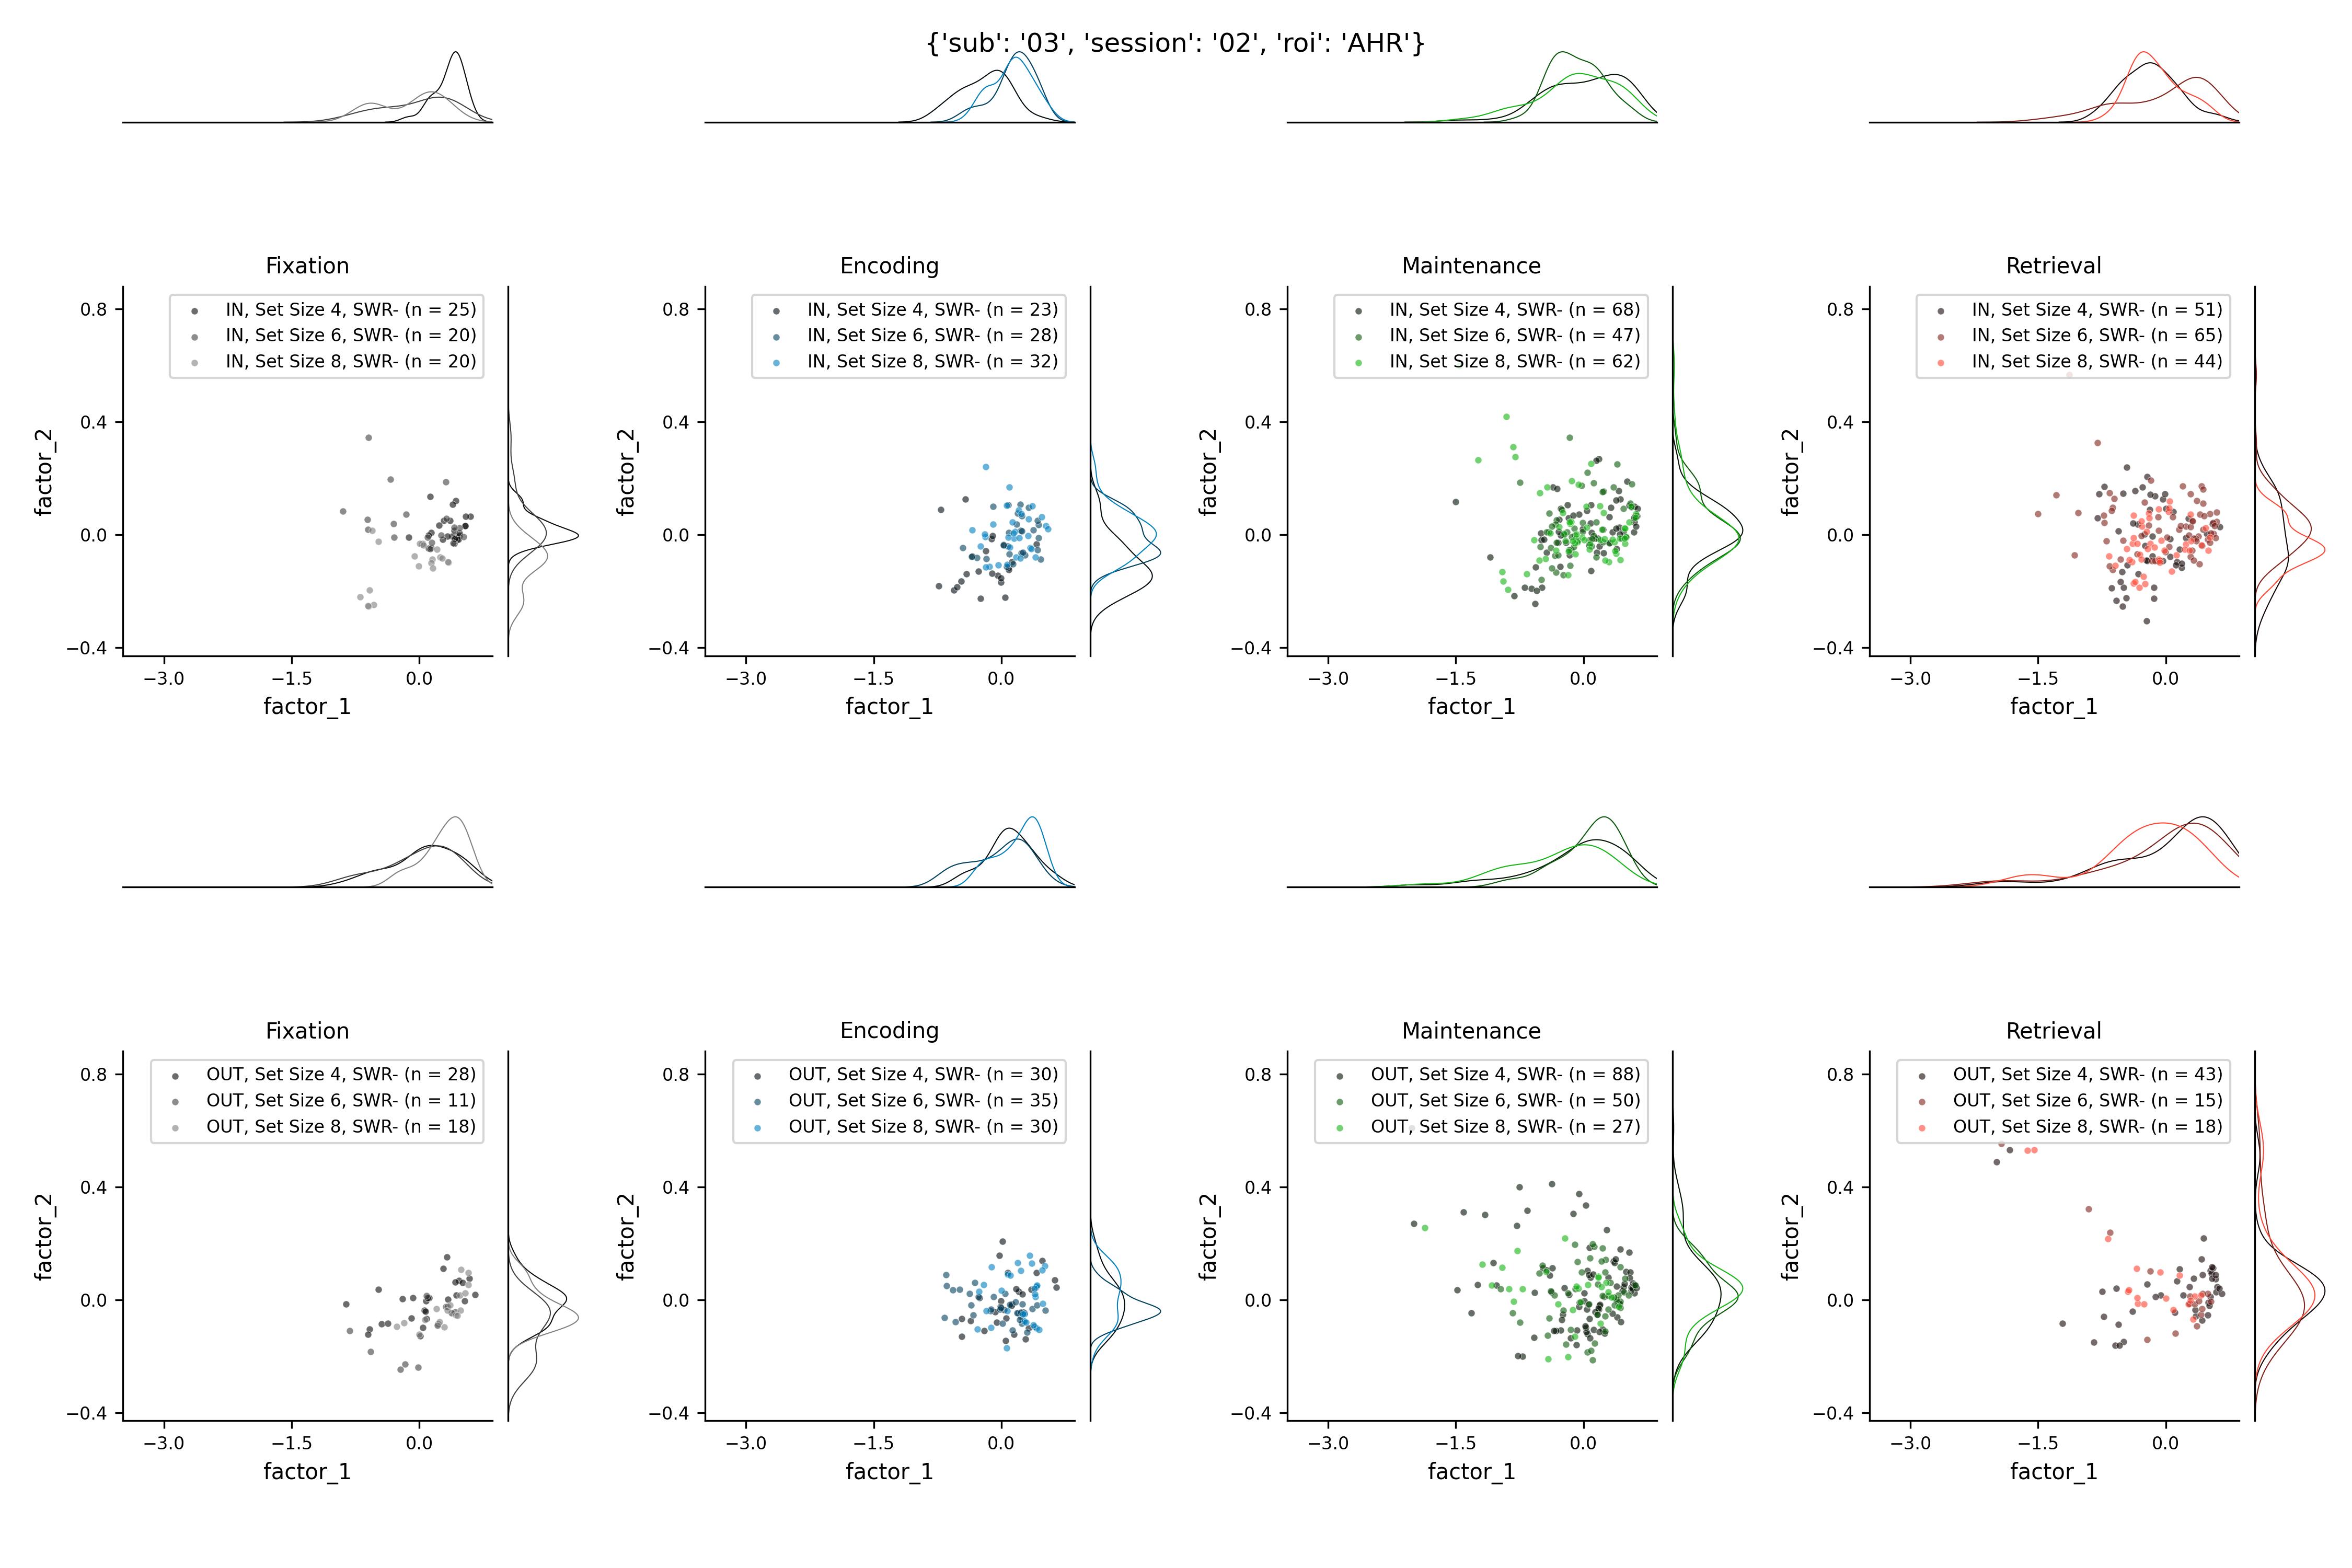 {'sub': '03', 'session': '02', 'roi': 'AHR'}
Fixation
IN, Set Size 4, SWR- (n = 25)
IN, Set Size 6, SWR- (n = 20)
IN, Set Size 8, SWR- (n = 20)
0.8
0.4
0.0
−0.4
factor_2
−3.0 −1.5 0.0
factor_1
Encoding
IN, Set Size 4, SWR- (n = 23)
IN, Set Size 6, SWR- (n = 28)
IN, Set Size 8, SWR- (n = 32)
0.8
0.4
0.0
−0.4
factor_2
−3.0 −1.5 0.0
factor_1
Maintenance
IN, Set Size 4, SWR- (n = 68)
IN, Set Size 6, SWR- (n = 47)
IN, Set Size 8, SWR- (n = 62)
0.8
0.4
0.0
−0.4
factor_2
−3.0 −1.5 0.0
factor_1
Retrieval
IN, Set Size 4, SWR- (n = 51)
IN, Set Size 6, SWR- (n = 65)
IN, Set Size 8, SWR- (n = 44)
0.8
0.4
0.0
−0.4
factor_2
−3.0 −1.5 0.0
factor_1
Fixation
OUT, Set Size 4, SWR- (n = 28)
OUT, Set Size 6, SWR- (n = 11)
OUT, Set Size 8, SWR- (n = 18)
0.8
0.4
0.0
−0.4
factor_2
−3.0 −1.5 0.0
factor_1
Encoding
OUT, Set Size 4, SWR- (n = 30)
OUT, Set Size 6, SWR- (n = 35)
OUT, Set Size 8, SWR- (n = 30)
0.8
0.4
0.0
−0.4
factor_2
−3.0 −1.5 0.0
factor_1
Maintenance
OUT, Set Size 4, SWR- (n = 88)
OUT, Set Size 6, SWR- (n = 50)
OUT, Set Size 8, SWR- (n = 27)
0.8
0.4
0.0
−0.4
factor_2
−3.0 −1.5 0.0
factor_1
Retrieval
OUT, Set Size 4, SWR- (n = 43)
OUT, Set Size 6, SWR- (n = 15)
OUT, Set Size 8, SWR- (n = 18)
0.8
0.4
0.0
−0.4
factor_2
−3.0 −1.5 0.0
factor_1